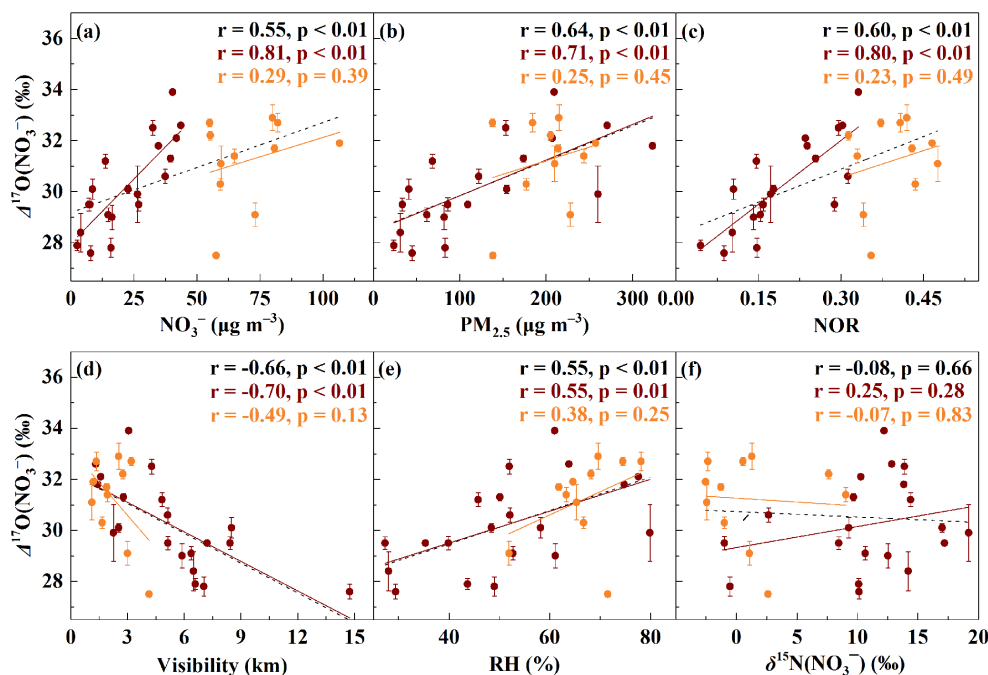 (a)
r = 0.55, p < 0.01
r = 0.81, p < 0.01
r = 0.29, p = 0.39
(b)
r = 0.64, p < 0.01
r = 0.71, p < 0.01
r = 0.25, p = 0.45
(c)
r = 0.60, p < 0.01
r = 0.80, p < 0.01
r = 0.23, p = 0.49
36
34
32
30
28
Δ¹⁷O(NO₃⁻) (‰)
0 25 50 75 100
0 100 200 300
0.00 0.15 0.30 0.45
NO₃⁻ (μg m⁻³)
PM₂.₅ (μg m⁻³)
NOR
(d)
r = -0.66, p < 0.01
r = -0.70, p < 0.01
r = -0.49, p = 0.13
(e)
r = 0.55, p < 0.01
r = 0.55, p = 0.01
r = 0.38, p = 0.25
(f)
r = -0.08, p = 0.66
r = 0.25, p = 0.28
r = -0.07, p = 0.83
36
34
32
30
28
Δ¹⁷O(NO₃⁻) (‰)
0 3 6 9 12 15
40 60 80
0 5 10 15 20
Visibility (km)
RH (%)
δ¹⁵N(NO₃⁻) (‰)